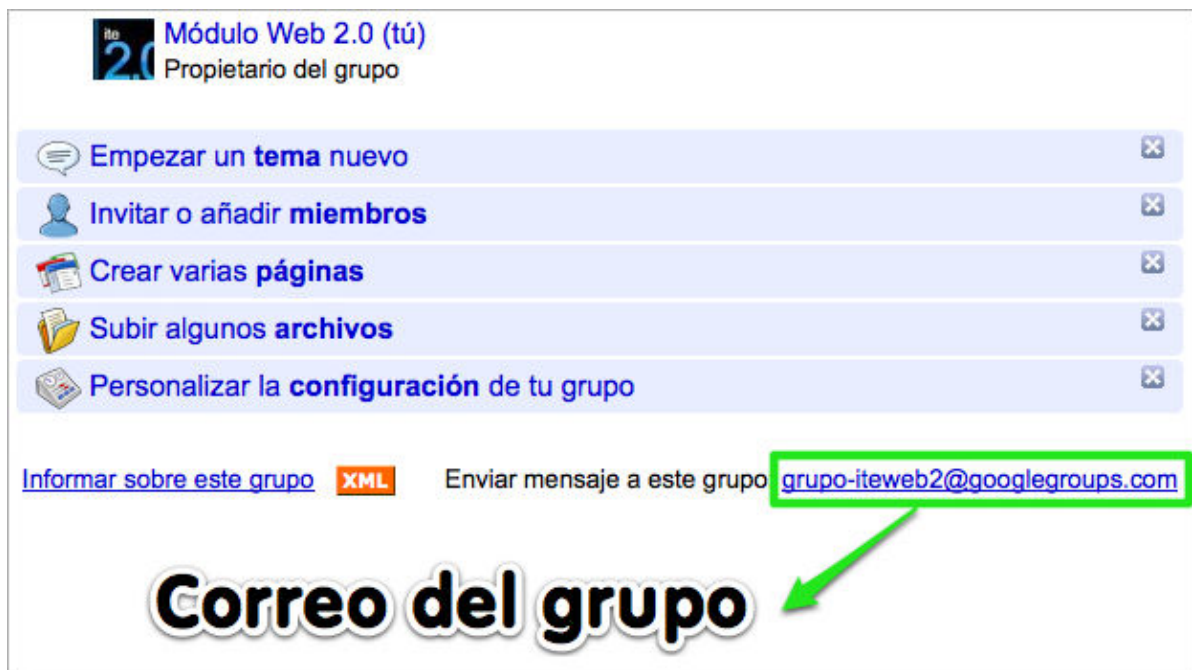 ite
2.0
Módulo Web 2.0 (tú)
Propietario del grupo
Empezar un tema nuevo
Invitar o añadir miembros
Crear varias páginas
Subir algunos archivos
Personalizar la configuración de tu grupo
Informar sobre este grupo XML Enviar mensaje a este grupo: grupo-iteweb2@googlegroups.com
Correo del grupo